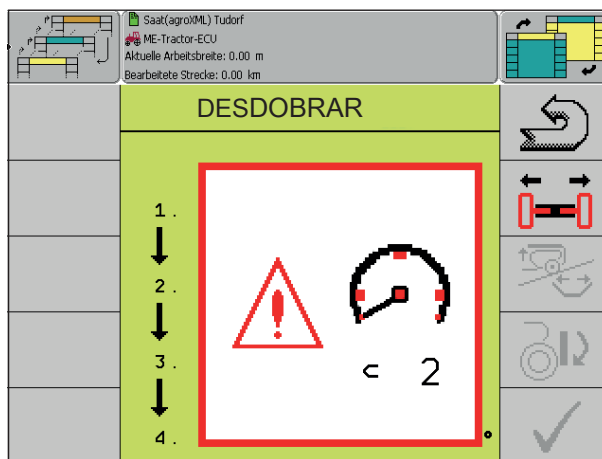 Saat(agroXML) Tudorf
ME-Tractor-ECU
Aktuelle Arbeitsbreite: 0.00 m
Bearbeitete Strecke: 0.00 km
DESDOBRAR
1.
2.
3.
4.
< 2